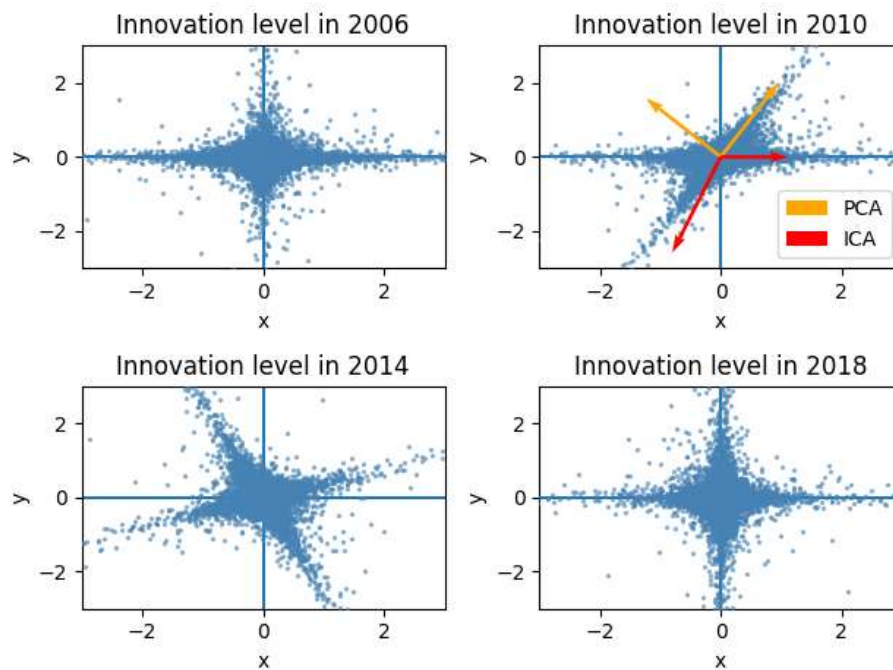 Innovation level in 2006
2
0
−2
y
−2
0
2
x
Innovation level in 2010
2
0
−2
y
−2
0
2
x
PCA
ICA
Innovation level in 2014
2
0
−2
y
−2
0
2
x
Innovation level in 2018
2
0
−2
y
−2
0
2
x